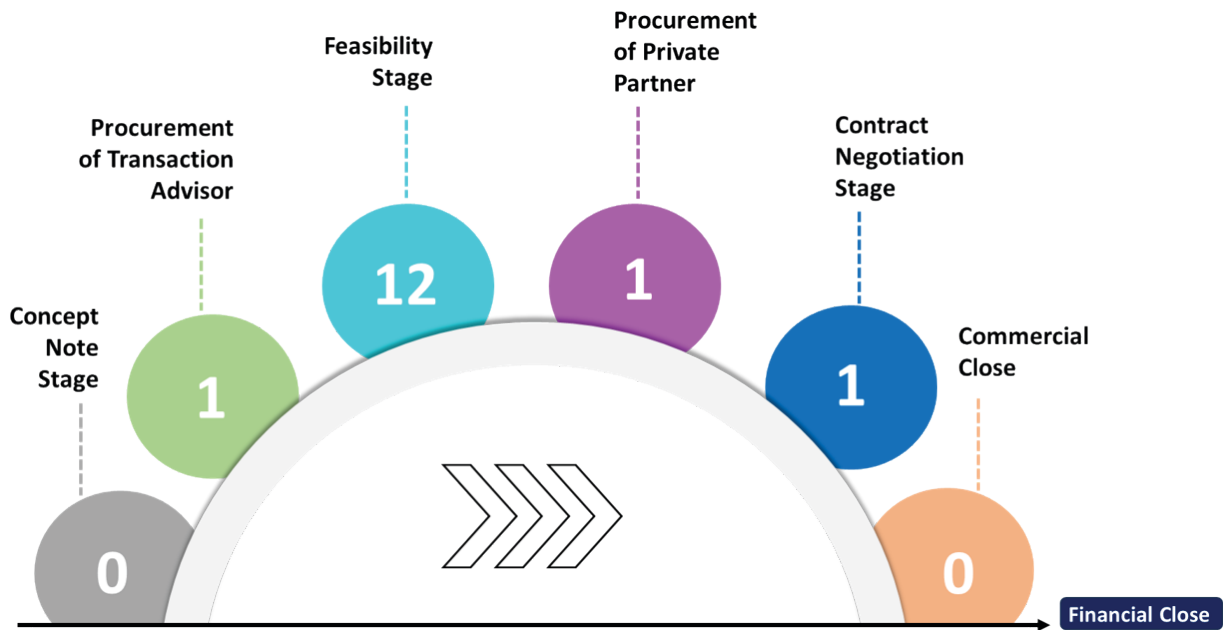 Concept
Note
Stage
0
Procurement
of Transaction
Advisor
1
Feasibility
Stage
12
Procurement
of Private
Partner
1
Contract
Negotiation
Stage
1
Commercial
Close
0
Financial Close